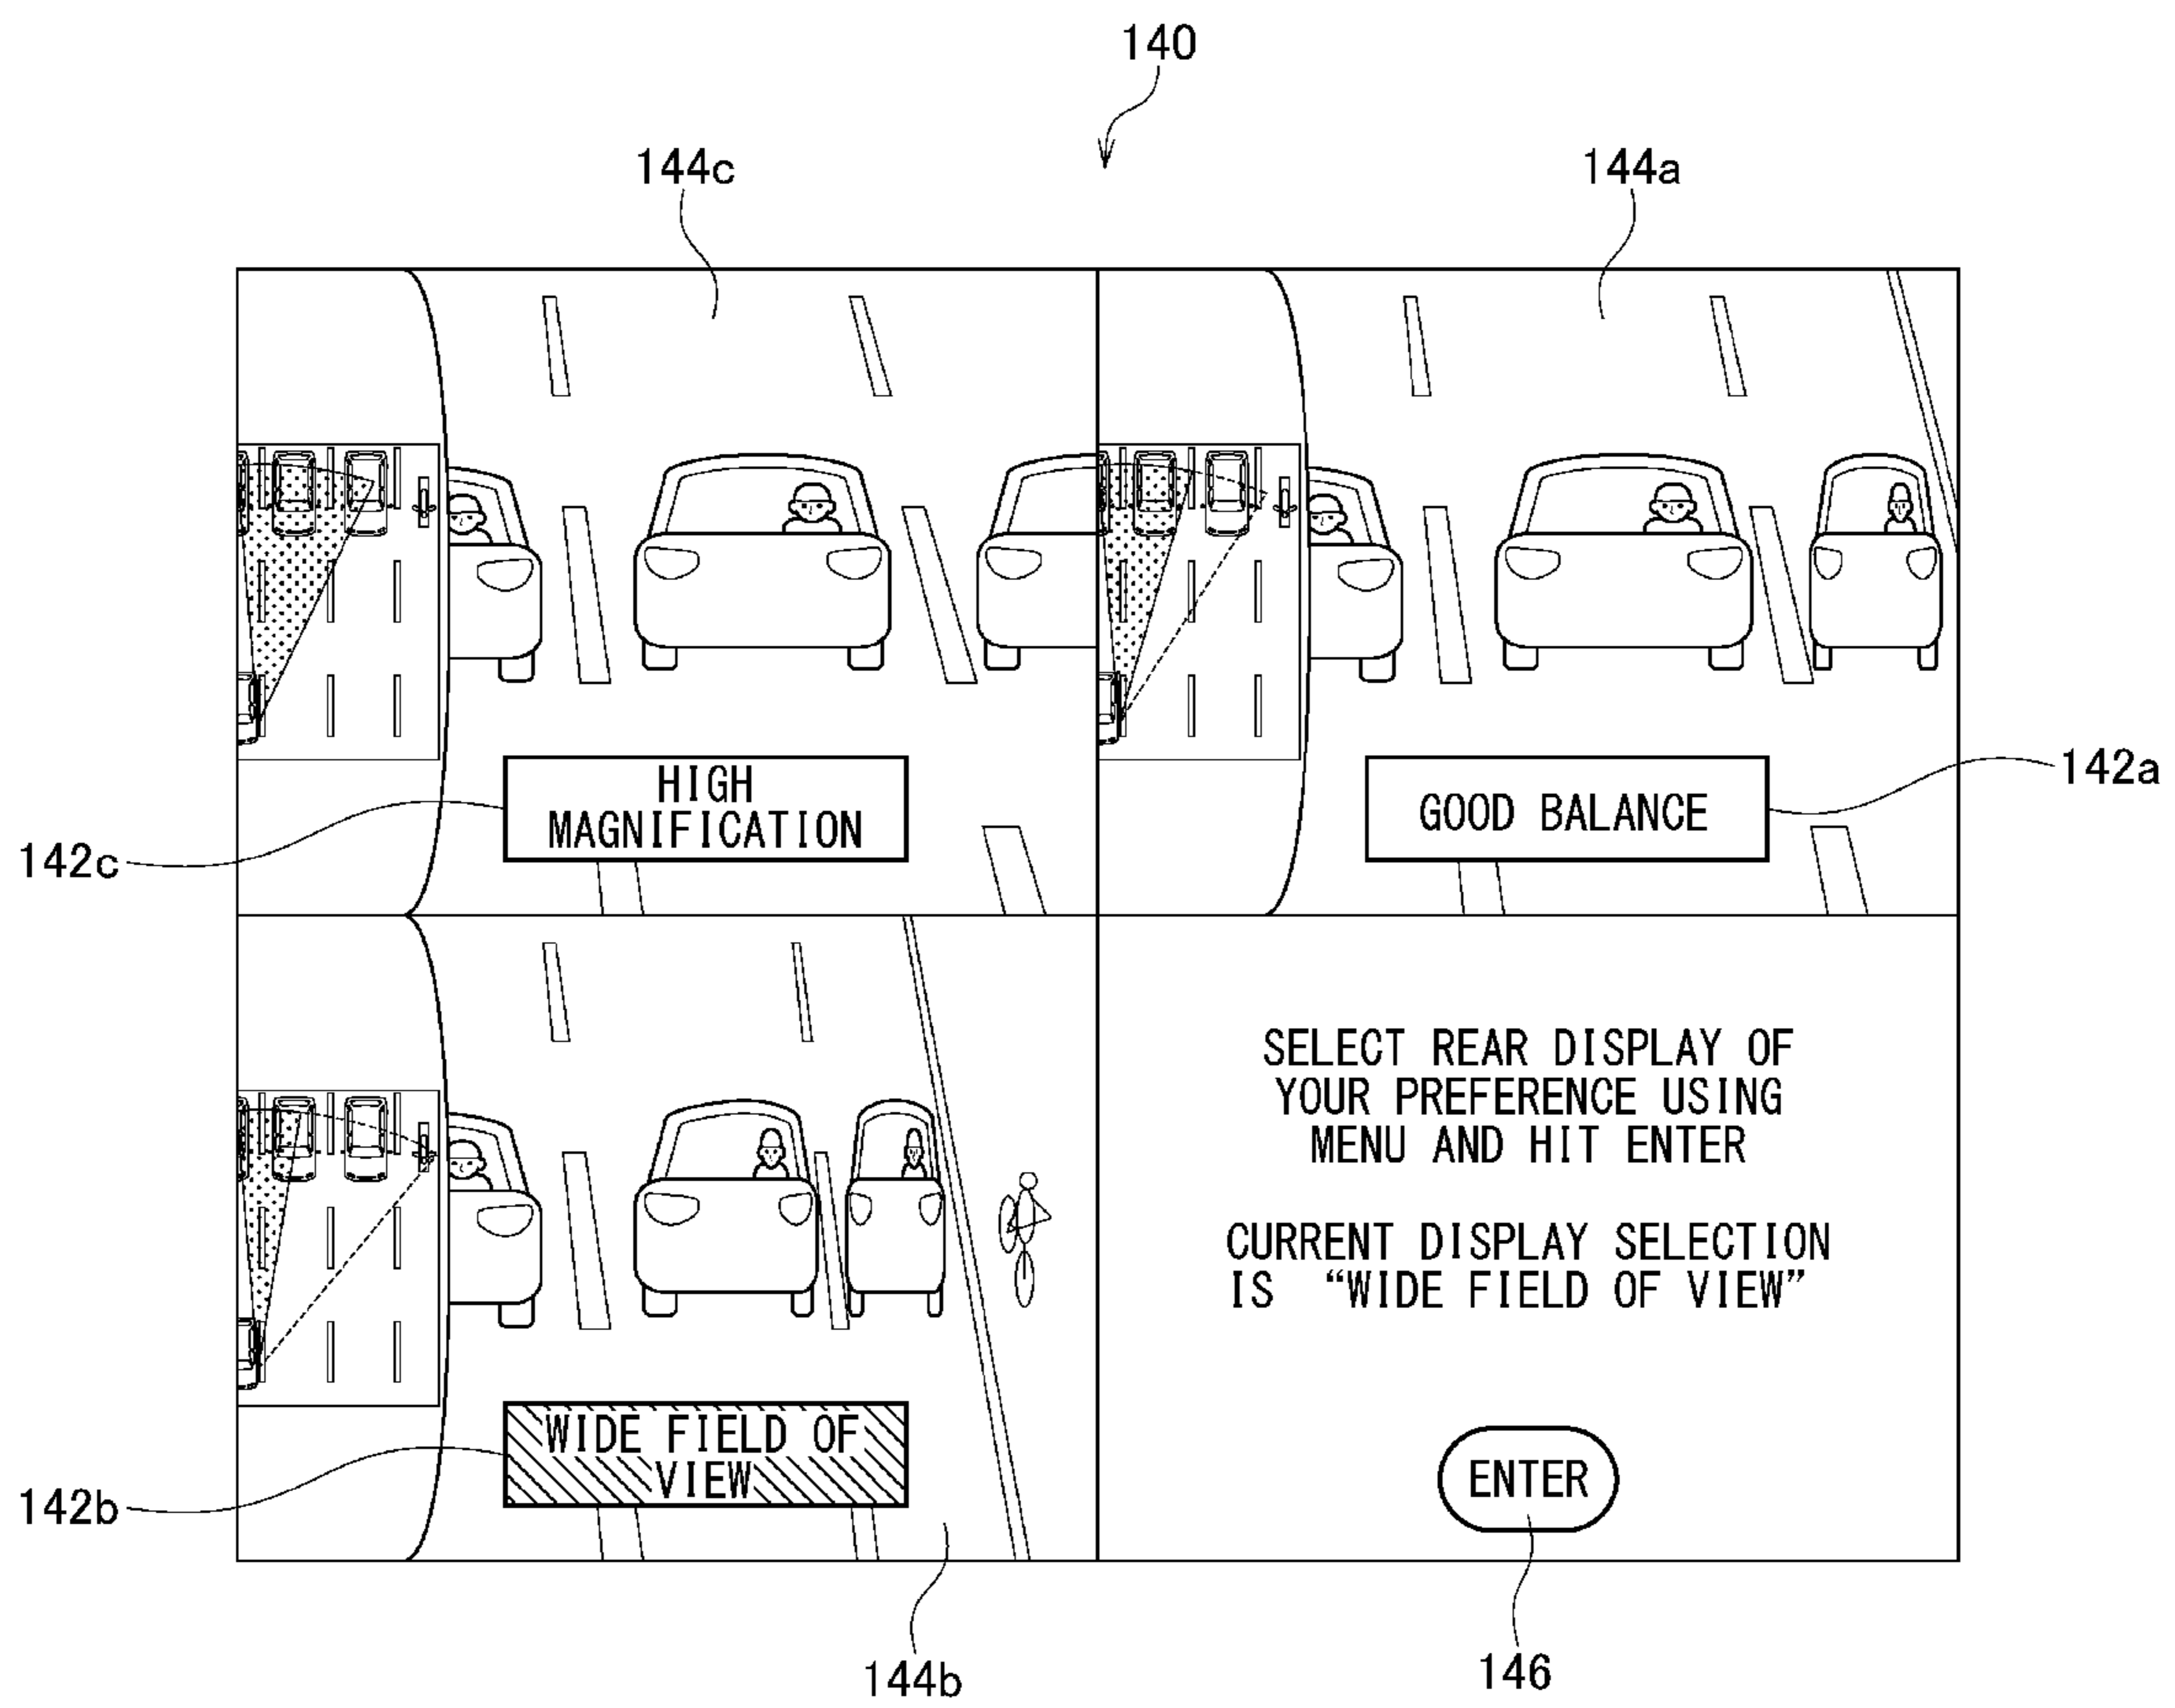 140
144c
144a
HIGH
MAGNIFICATION
142c
GOOD BALANCE
142a
WIDE FIELD OF
VIEW
142b
144b
SELECT REAR DISPLAY OF
YOUR PREFERENCE USING
MENU AND HIT ENTER
CURRENT DISPLAY SELECTION
IS “WIDE FIELD OF VIEW”
ENTER
146